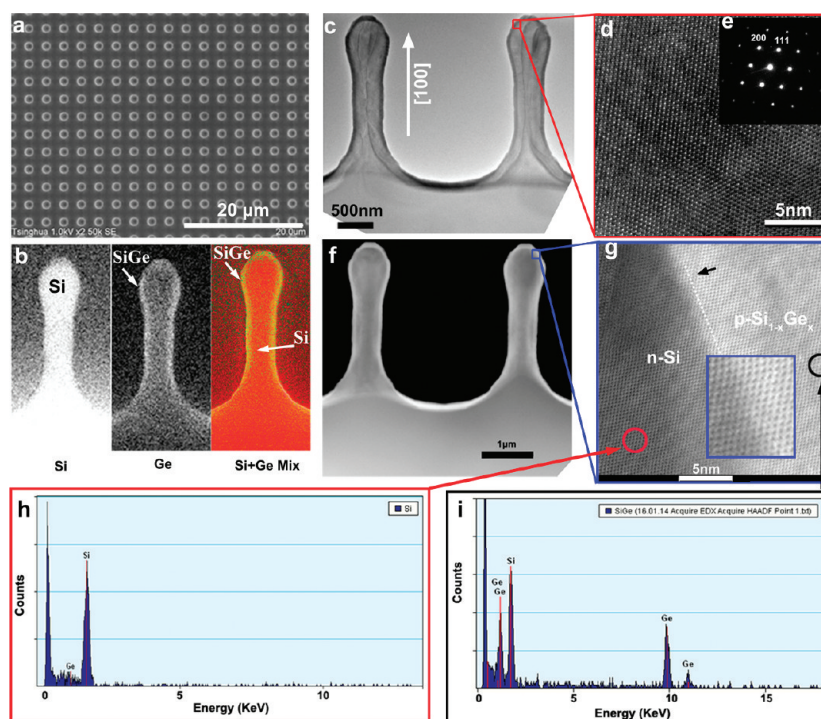 a
20 µm
Tsinghua 1.0kV x2.50k SE
20.0µm
b
SiGe
Si
Si
Ge
SiGe
Si
Si+Ge Mix
c
[100]
500nm
d
5nm
e
200 111
f
1µm
g
n-Si
p-Si1-xGex
5nm
h
Si
Counts
Si
Ge
0 5 10
Energy (KeV)
i
SiGe (16.01.14 Acquire EDX Acquire HAADF Point 1.txt)
Counts
Ge
Ge
Si
Ge
Ge
0 5 10 15
Energy (KeV)